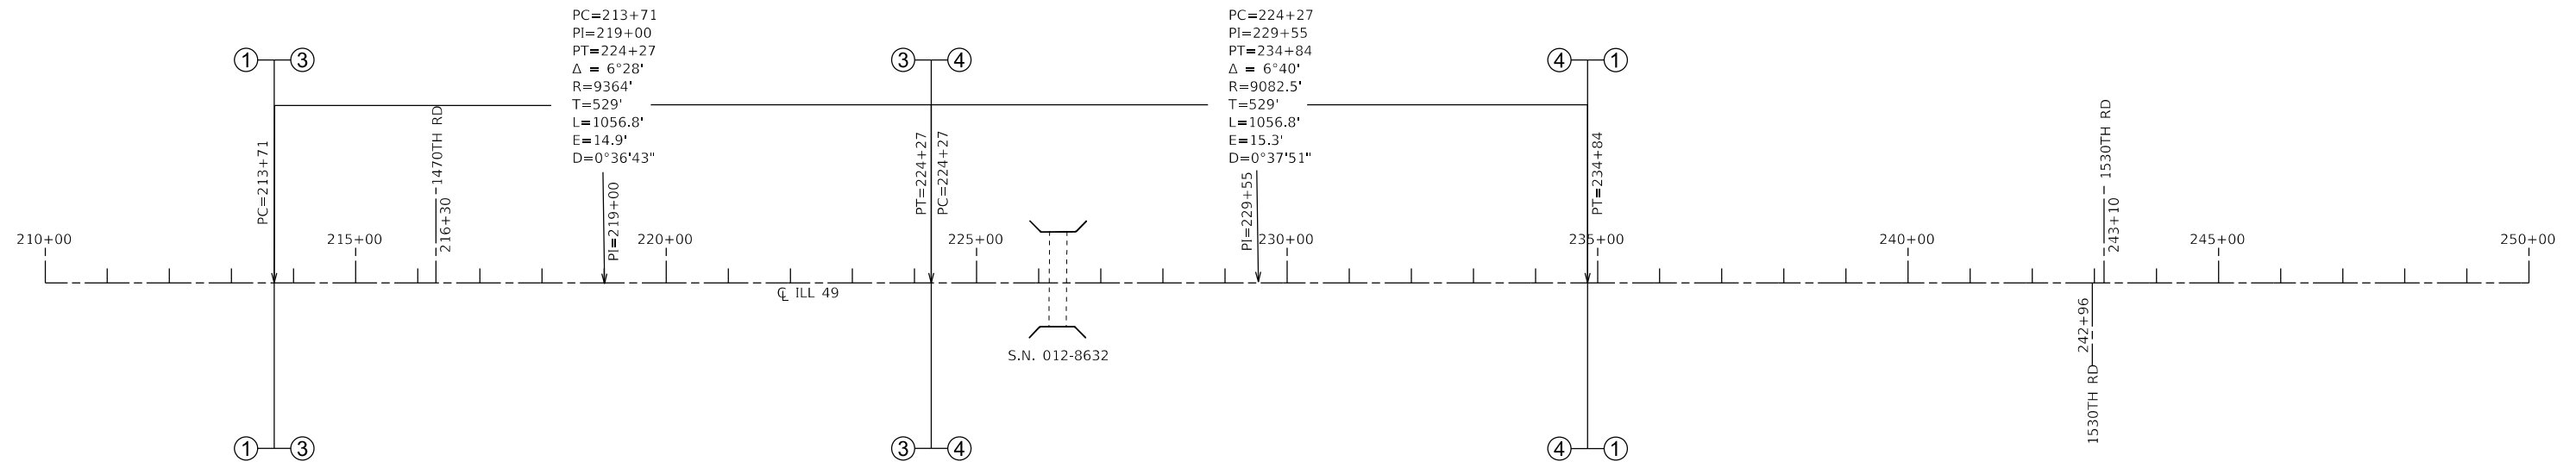 PC=213+71
PI=219+00
PT=224+27
Δ = 6°28'
R=9364'
T=529'
L=1056.8'
E=14.9'
D=0°36'43"
PC=224+27
PI=229+55
PT=234+84
Δ = 6°40'
R=9082.5'
T=529'
L=1056.8'
E=15.3'
D=0°37'51"
1 3
3 4
4 1
PC=213+71
1470TH RD
216+30
PI=219+00
PT=224+27
PC=224+27
PI=229+55
PT=234+84
1530TH RD
243+10
210+00
215+00
220+00
225+00
230+00
235+00
240+00
245+00
250+00
℄ ILL 49
S.N. 012-8632
242+96
1530TH RD
1 3
3 4
4 1